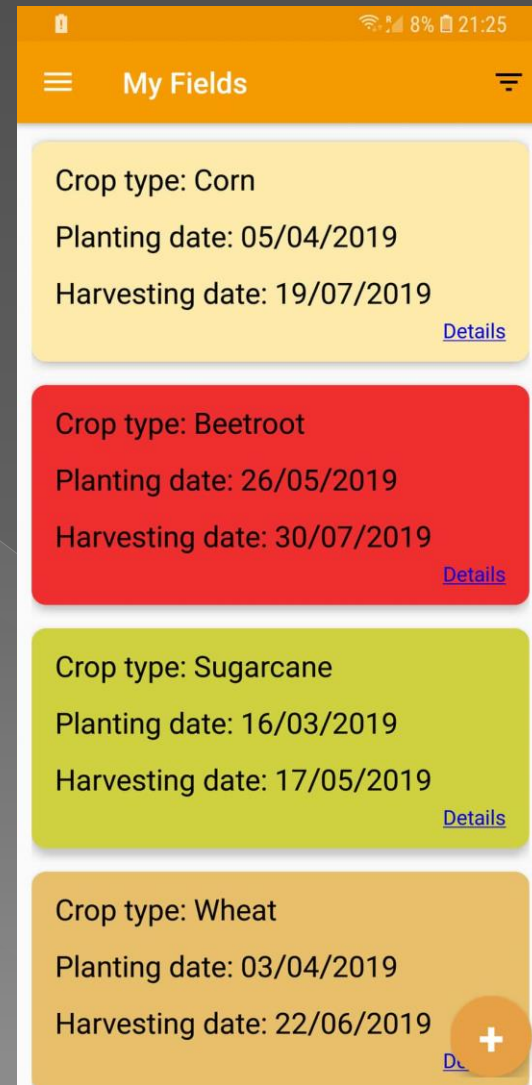 8% 21:25
My Fields
Crop type: Corn
Planting date: 05/04/2019
Harvesting date: 19/07/2019
Details
Crop type: Beetroot
Planting date: 26/05/2019
Harvesting date: 30/07/2019
Details
Crop type: Sugarcane
Planting date: 16/03/2019
Harvesting date: 17/05/2019
Details
Crop type: Wheat
Planting date: 03/04/2019
Harvesting date: 22/06/2019